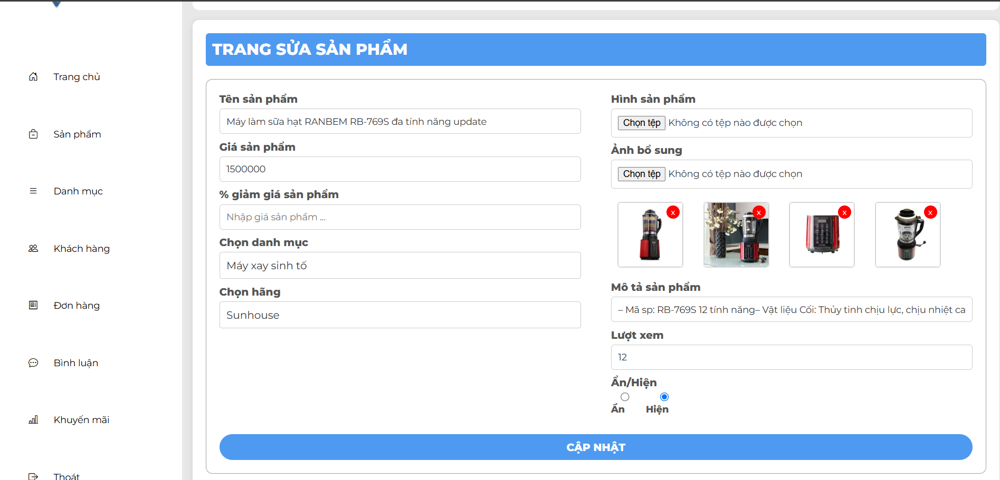 TRANG SỬA SẢN PHẨM
Trang chủ
Sản phẩm
Danh mục
Khách hàng
Đơn hàng
Bình luận
Khuyến mãi
Thoát
Tên sản phẩm
Máy làm sữa hạt RANBEM RB-769S đa tính năng update
Giá sản phẩm
1500000
% giảm giá sản phẩm
Nhập giá sản phẩm ...
Chọn danh mục
Máy xay sinh tố
Chọn hãng
Sunhouse
Hình sản phẩm
Chọn tệp Không có tệp nào được chọn
Ảnh bổ sung
Chọn tệp Không có tệp nào được chọn
x x x x
Mô tả sản phẩm
– Mã sp: RB-769S 12 tính năng– Vật liệu Cối: Thủy tinh chịu lực, chịu nhiệt ca
Lượt xem
12
Ẩn/Hiện
Ẩn Hiện
CẬP NHẬT